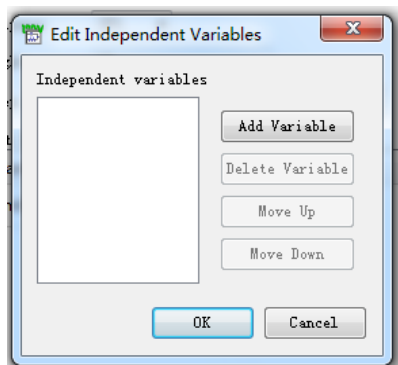 Edit Independent Variables
Independent variables
Add Variable
Delete Variable
Move Up
Move Down
OK
Cancel